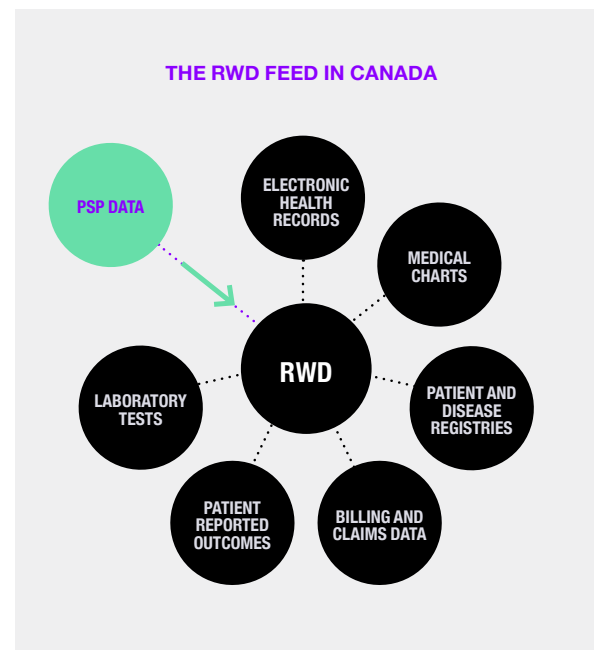 THE RWD FEED IN CANADA
PSP DATA
ELECTRONIC
HEALTH
RECORDS
MEDICAL
CHARTS
RWD
LABORATORY
TESTS
PATIENT AND
DISEASE
REGISTRIES
PATIENT
REPORTED
OUTCOMES
BILLING AND
CLAIMS DATA